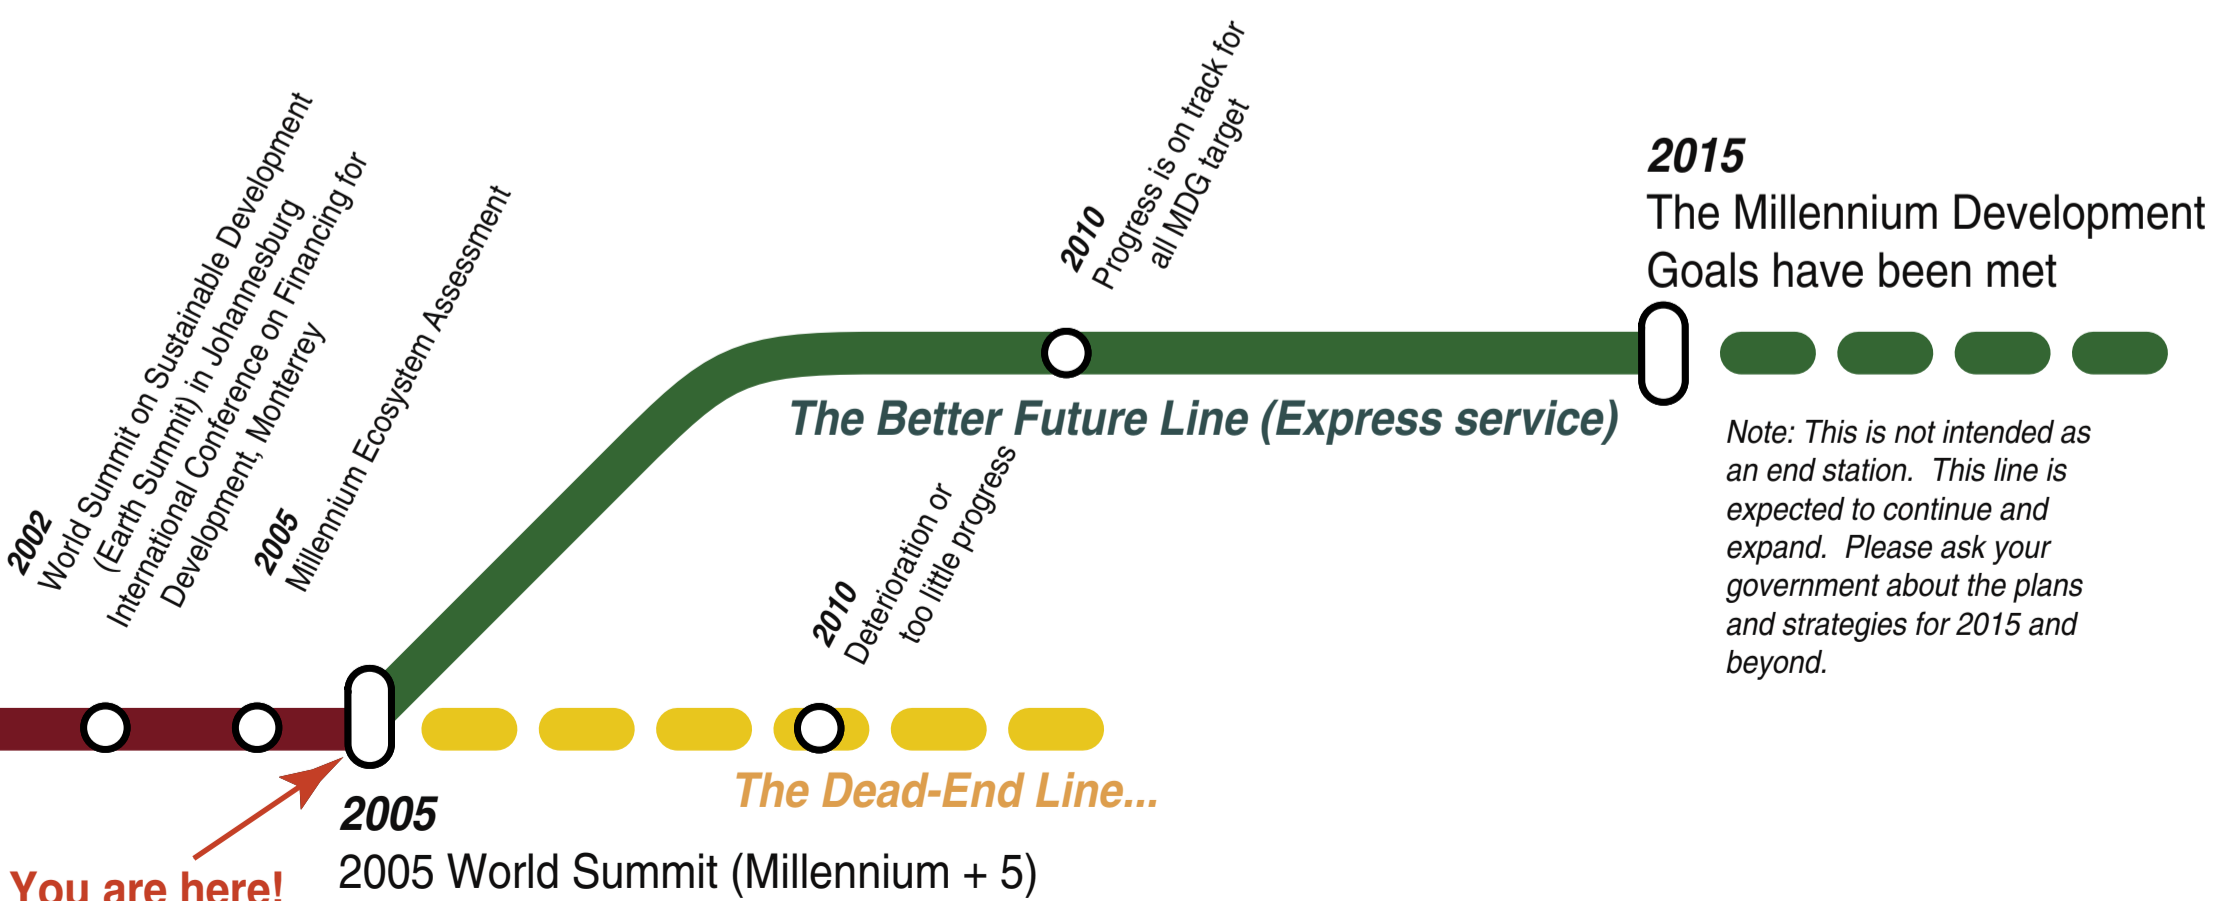 2002
World Summit on Sustainable Development
(Earth Summit) in Johannesburg
International Conference on Financing for
Development, Monterrey
2005
Millennium Ecosystem Assessment
2010
Progress is on track for
all MDG target
2015
The Millennium Development
Goals have been met
The Better Future Line (Express service)
Note: This is not intended as
an end station. This line is
expected to continue and
expand. Please ask your
government about the plans
and strategies for 2015 and
beyond.
2010
Deterioration or
too little progress
The Dead-End Line...
2005
2005 World Summit (Millennium + 5)
You are here!